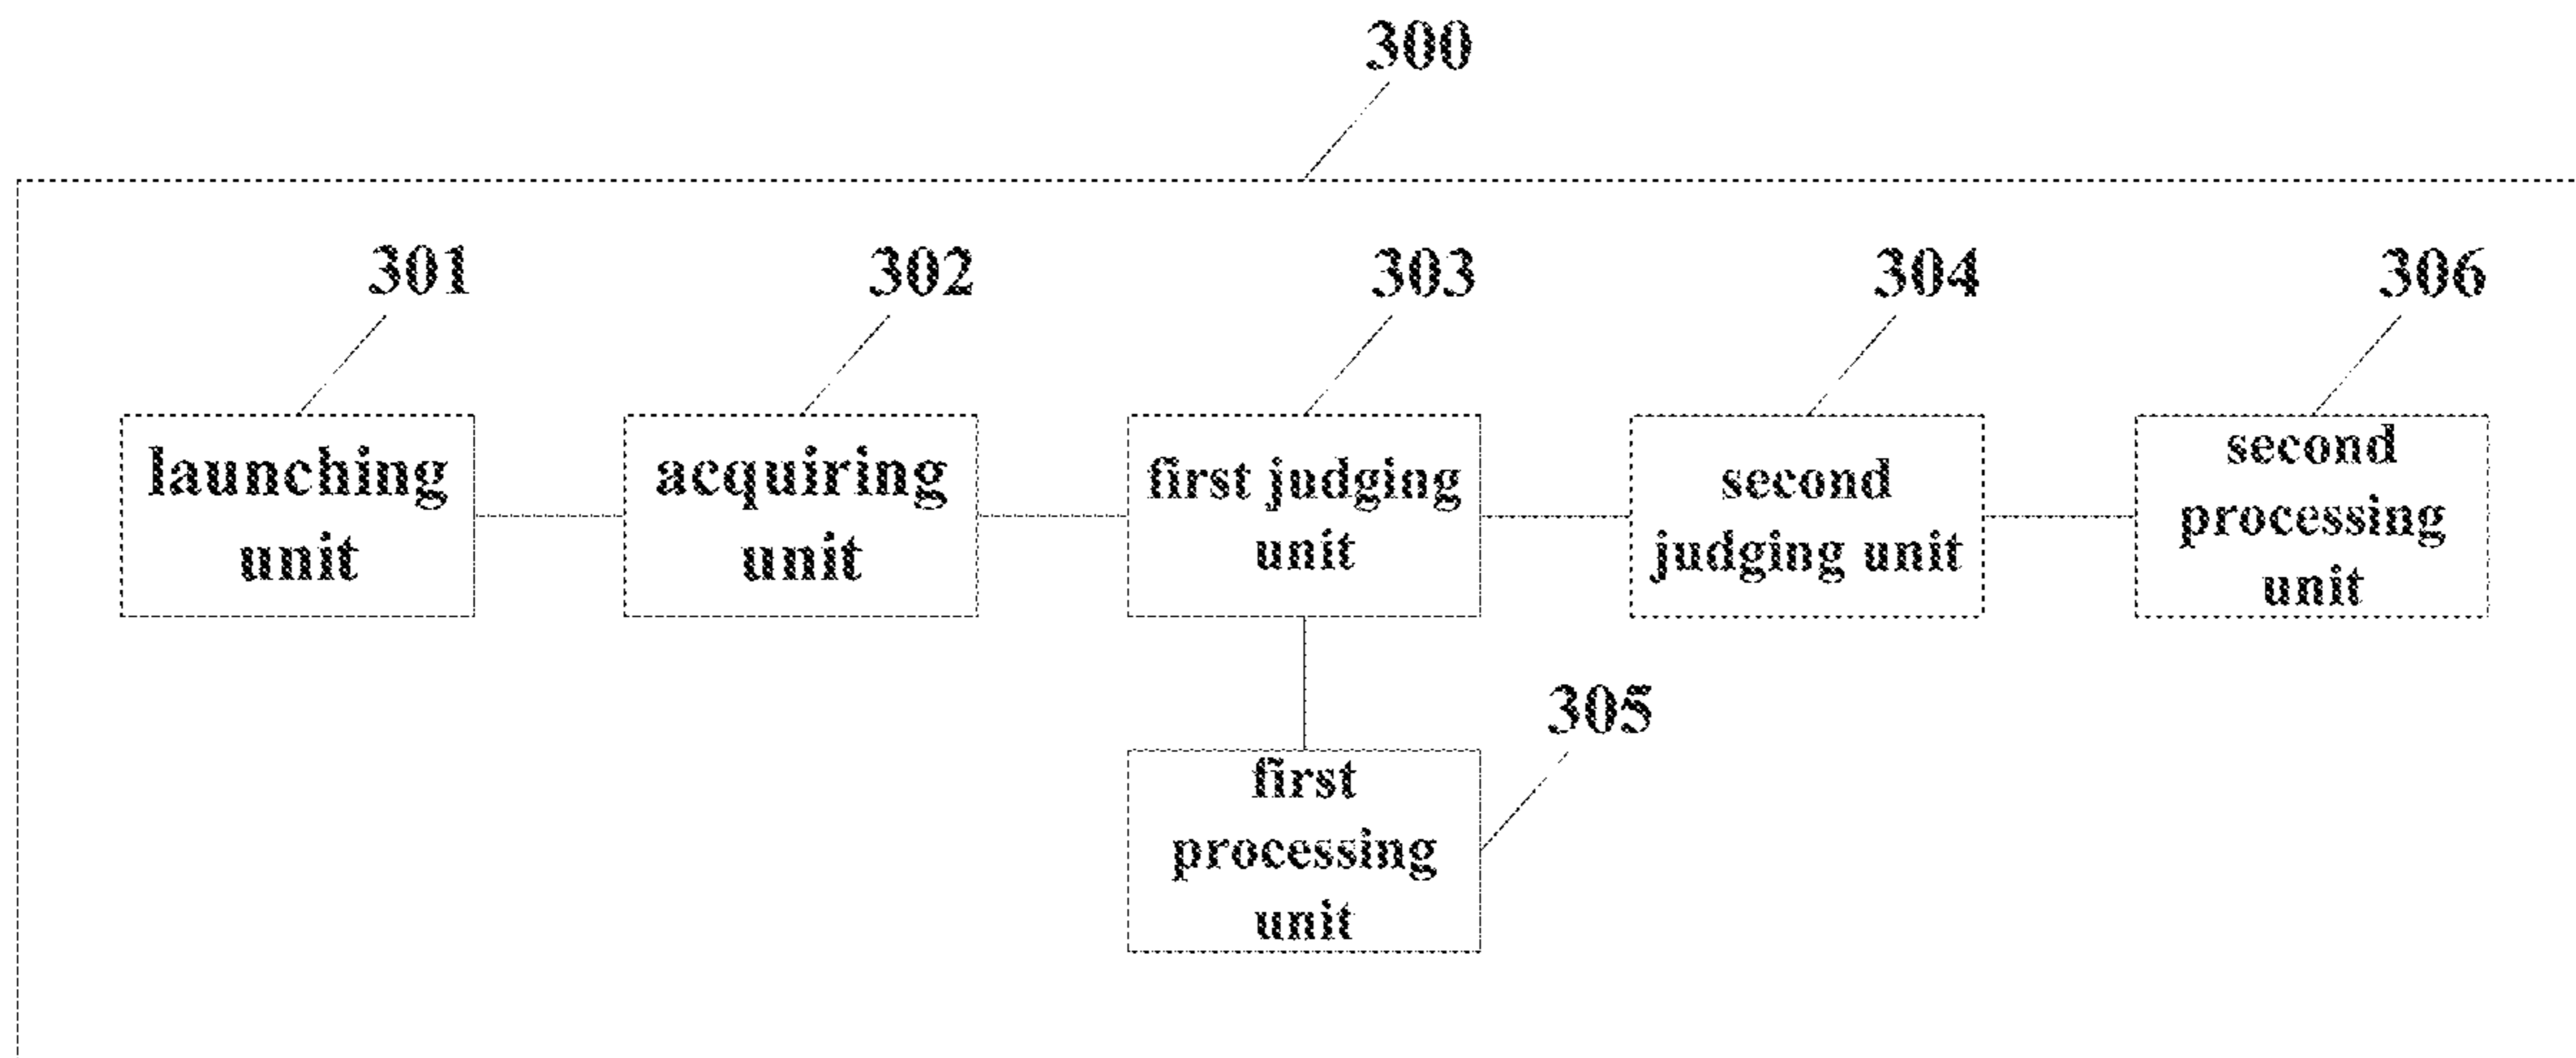 300
301
302
303
304
306
launching
unit
acquiring
unit
first judging
unit
second
judging unit
second
processing
unit
305
first
processing
unit